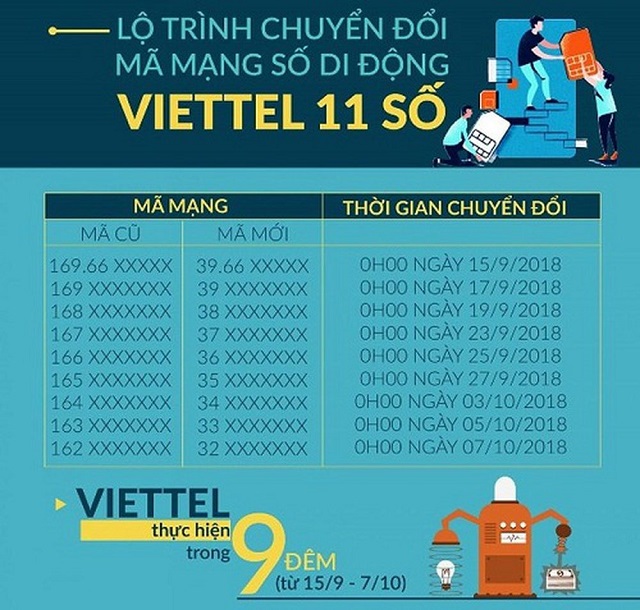 LỘ TRÌNH CHUYỂN ĐỔI
MÃ MẠNG SỐ DI ĐỘNG
VIETTEL 11 SỐ
MÃ MẠNG THỜI GIAN CHUYỂN ĐỔI
MÃ CŨ MÃ MỚI
169.66 XXXXX 39.66 XXXXX 0H00 NGÀY 15/9/2018
169 XXXXXXX 39 XXXXXXX 0H00 NGÀY 17/9/2018
168 XXXXXXX 38 XXXXXXX 0H00 NGÀY 19/9/2018
167 XXXXXXX 37 XXXXXXX 0H00 NGÀY 23/9/2018
166 XXXXXXX 36 XXXXXXX 0H00 NGÀY 25/9/2018
165 XXXXXXX 35 XXXXXXX 0H00 NGÀY 27/9/2018
164 XXXXXXX 34 XXXXXXX 0H00 NGÀY 03/10/2018
163 XXXXXXX 33 XXXXXXX 0H00 NGÀY 05/10/2018
162 XXXXXXX 32 XXXXXXX 0H00 NGÀY 07/10/2018
VIETTEL
thực hiện
trong 9 ĐÊM
(từ 15/9 - 7/10)